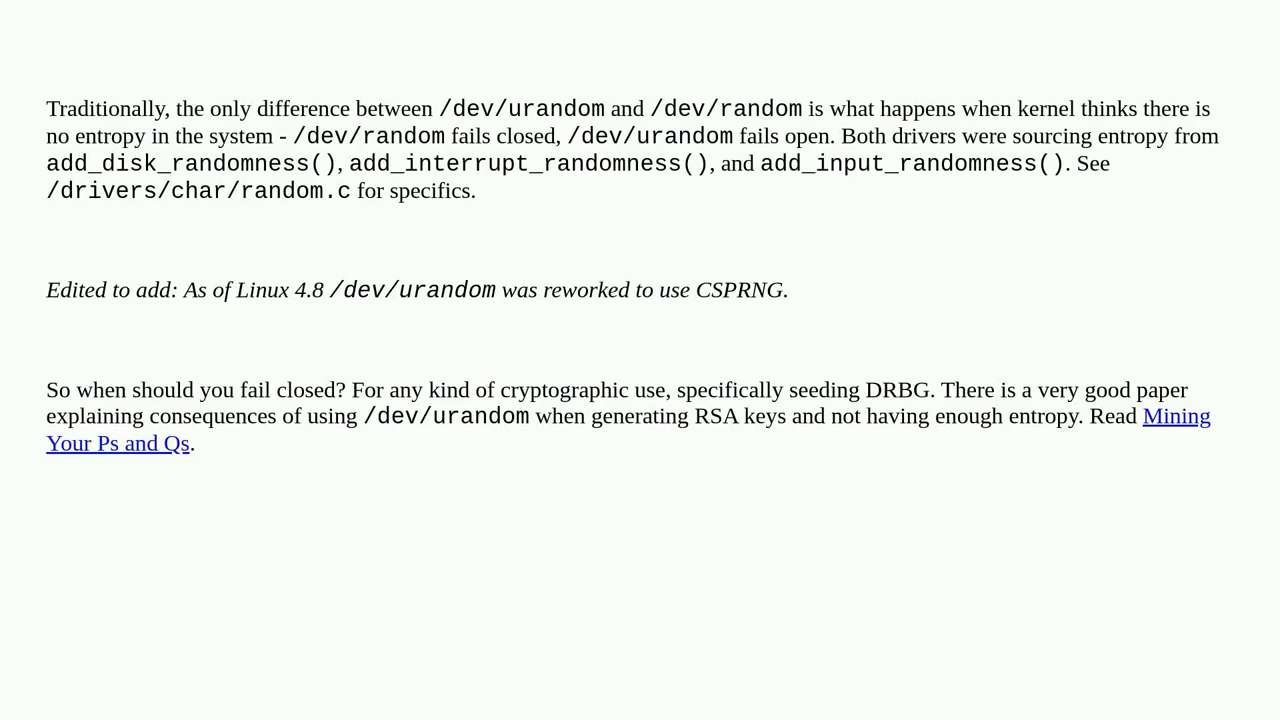 Traditionally, the only difference between /dev/urandom and /dev/random is what happens when kernel thinks there is
no entropy in the system - /dev/random fails closed, /dev/urandom fails open. Both drivers were sourcing entropy from
add_disk_randomness(), add_interrupt_randomness(), and add_input_randomness(). See
/drivers/char/random.c for specifics.
Edited to add: As of Linux 4.8 /dev/urandom was reworked to use CSPRNG.
So when should you fail closed? For any kind of cryptographic use, specifically seeding DRBG. There is a very good paper
explaining consequences of using /dev/urandom when generating RSA keys and not having enough entropy. Read Mining
Your Ps and Qs.